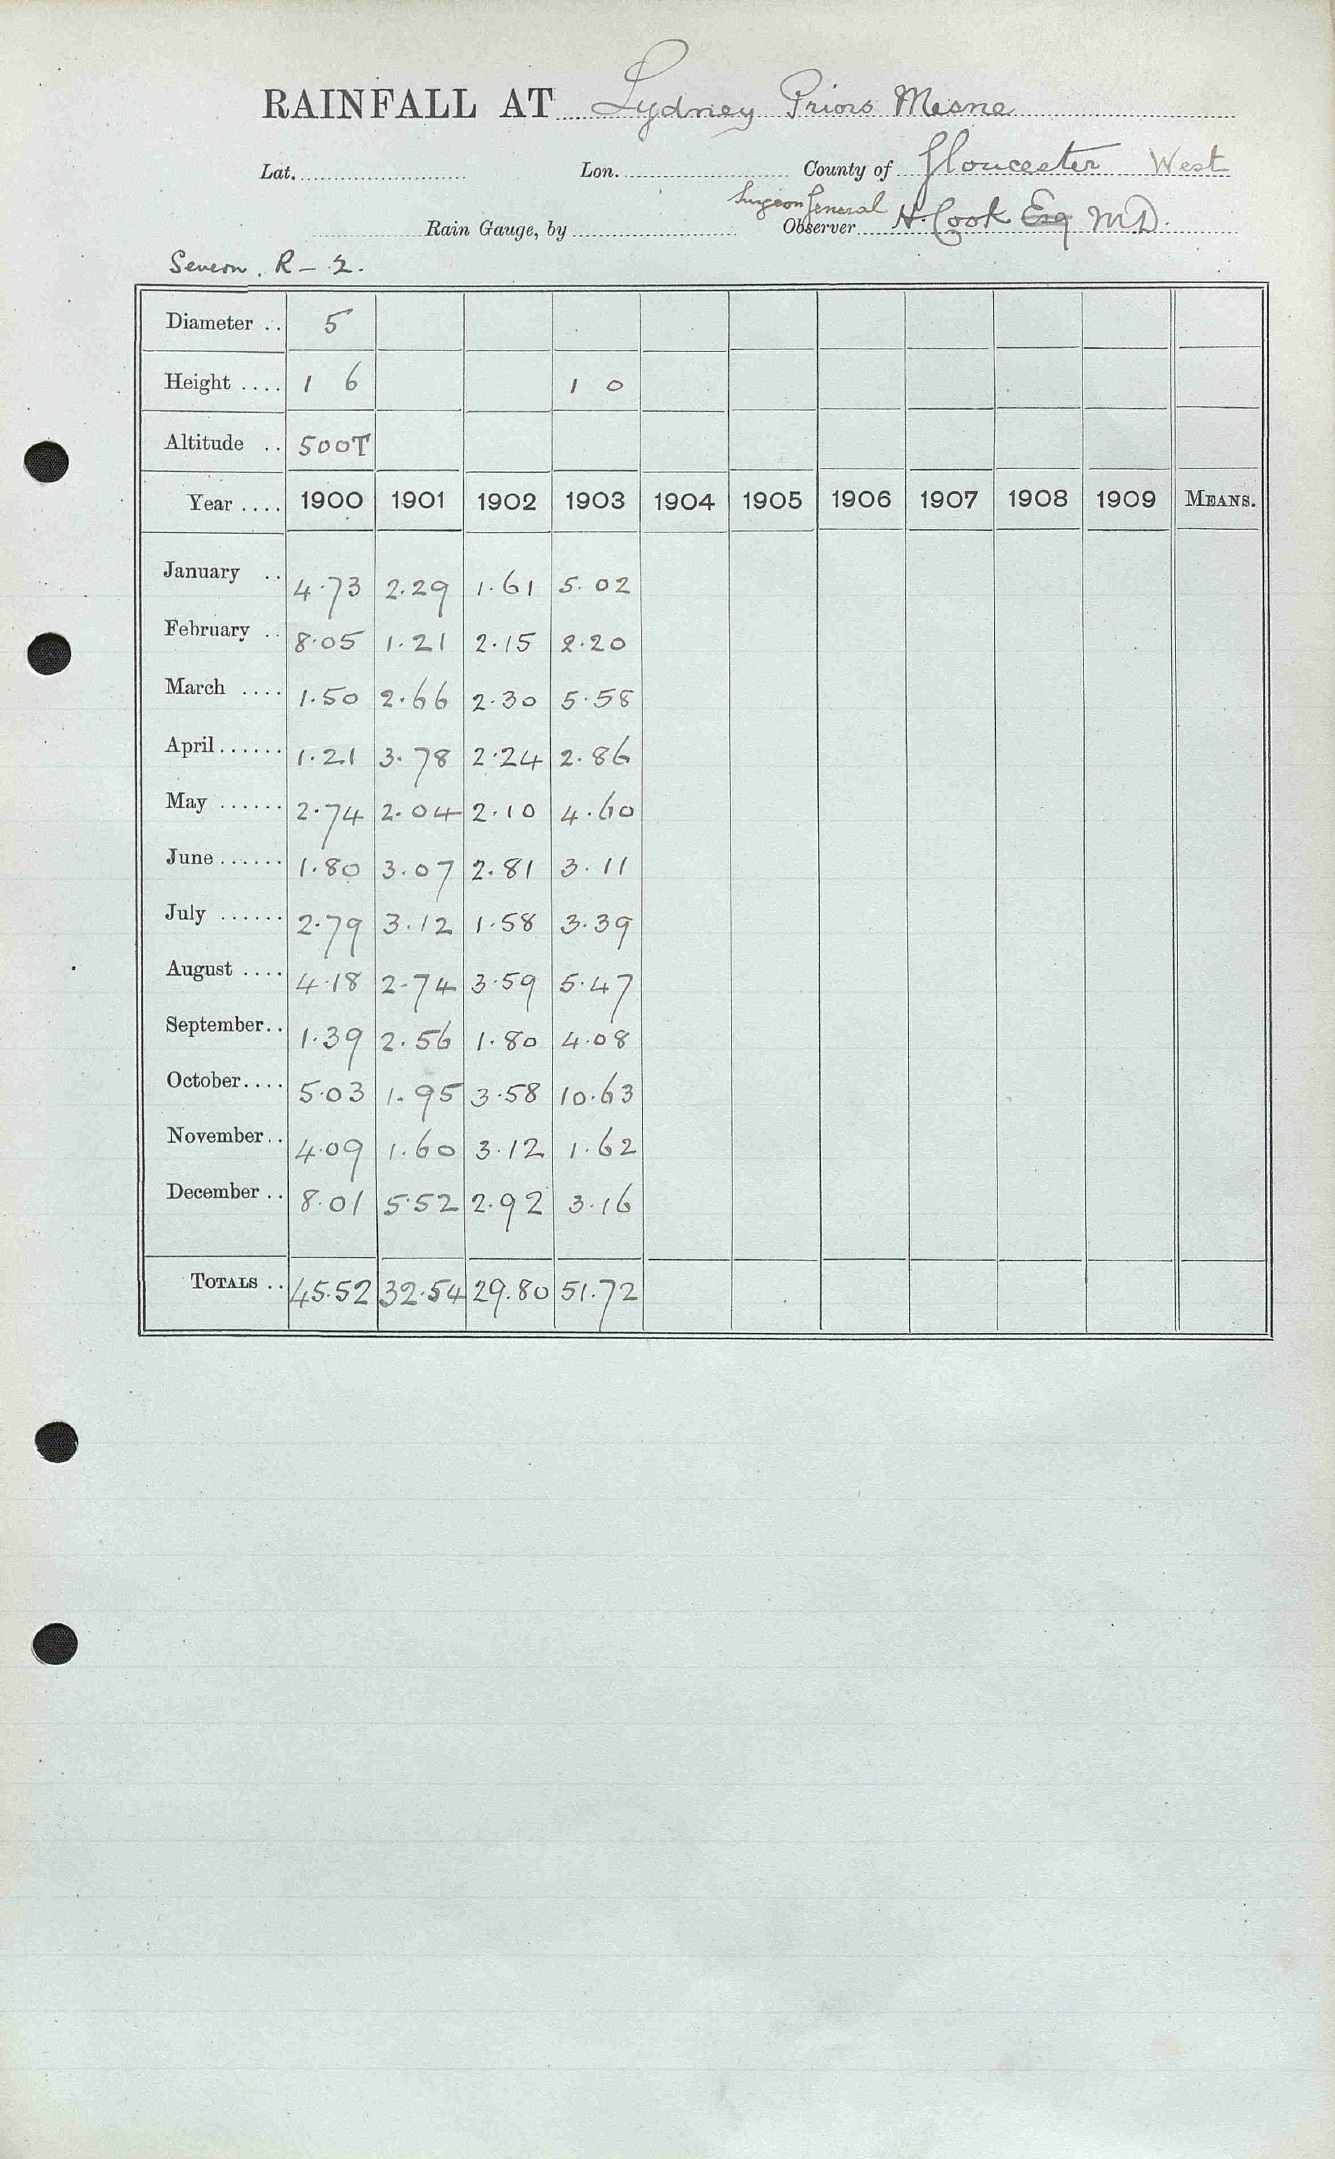 RAINFALL AT Lydney Priors Mesne
Lat. Lon. County of Gloucester West
Surgeon General
Rain Gauge, by Observer H. Cook Esq MD.
Severn. R - 2.
Diameter .. 5
Height .... 1 6 1 0
Altitude .. 500T
Year .... 1900 1901 1902 1903 1904 1905 1906 1907 1908 1909 MEANS.
January .. 4.73 2.29 1.61 5.02
February .. 8.05 1.21 2.15 2.20
March .... 1.50 2.66 2.30 5.58
April ...... 1.21 3.78 2.24 2.86
May ...... 2.74 2.04 2.10 4.60
June ...... 1.80 3.07 2.81 3.11
July ...... 2.79 3.12 1.58 3.39
August .... 4.18 2.74 3.59 5.47
September.. 1.39 2.56 1.80 4.08
October.... 5.03 1.95 3.58 10.63
November.. 4.09 1.60 3.12 1.62
December .. 8.01 5.52 2.92 3.16
TOTALS .. 45.52 32.54 29.80 51.72